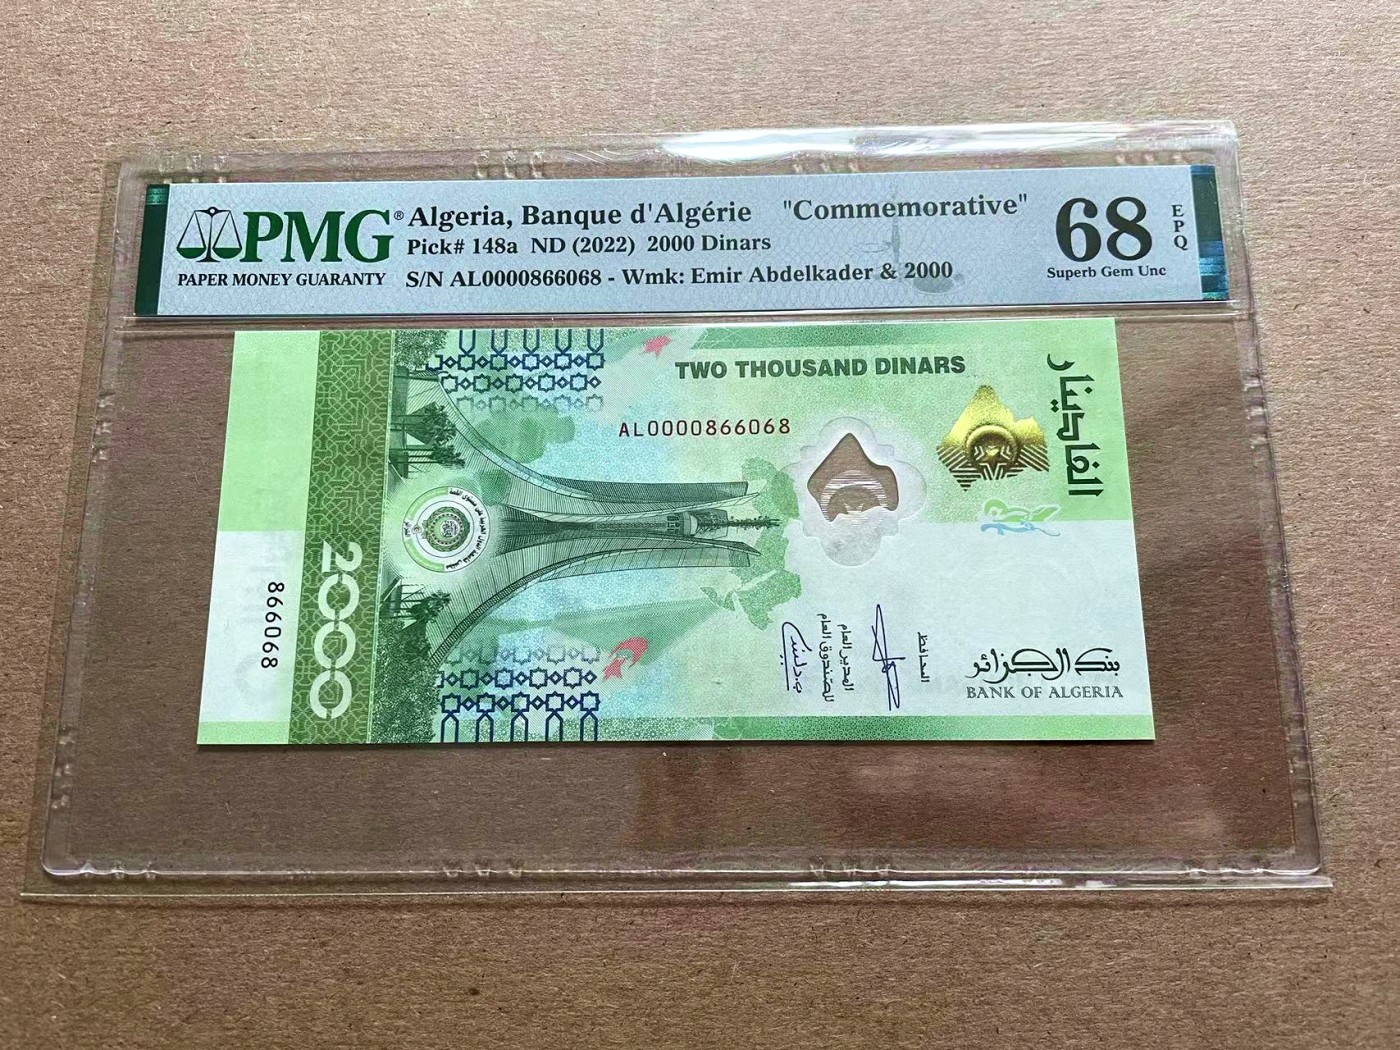 PMG® Algeria, Banque d'Algérie "Commemorative" 68 EPQ
Pick# 148a ND (2022) 2000 Dinars
PAPER MONEY GUARANTY S/N AL0000866068 - Wmk: Emir Abdelkader & 2000 Superb Gem Unc
TWO THOUSAND DINARS
AL0000866068
ألفا دينار
2000
866068
المحافظ
المدير العام
للصندوق العام
بنك الجزائر
BANK OF ALGERIA